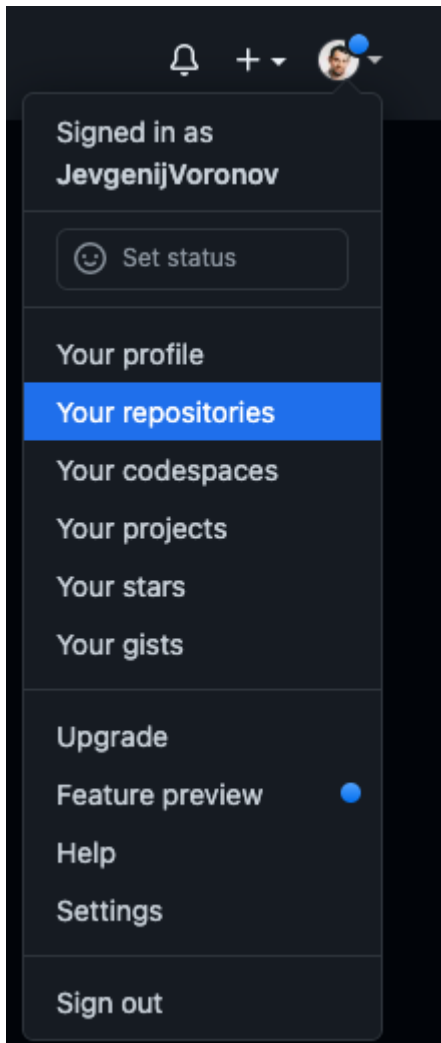 Signed in as
JevgenijVoronov
Set status
Your profile
Your repositories
Your codespaces
Your projects
Your stars
Your gists
Upgrade
Feature preview
Help
Settings
Sign out